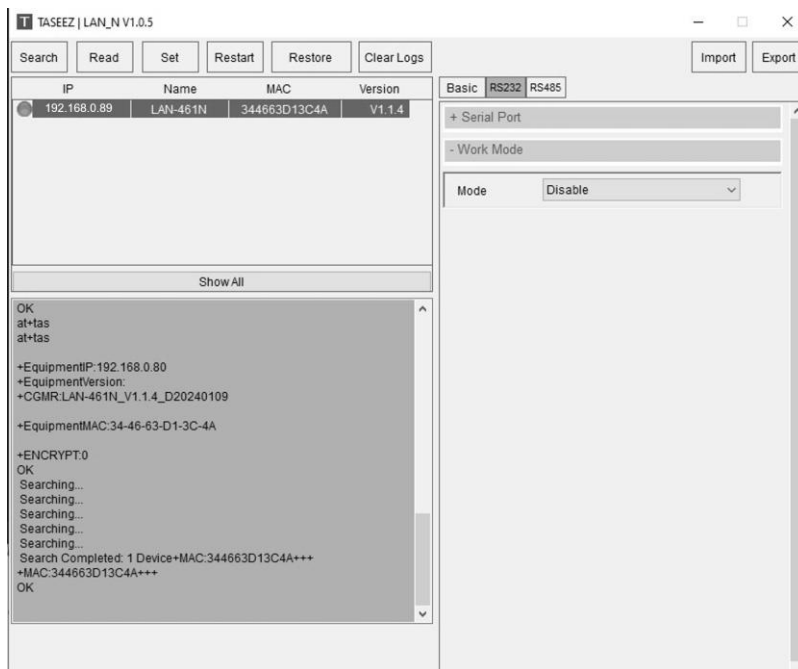 T TASEEZ | LAN_N V1.0.5
Search Read Set Restart Restore Clear Logs Import Export
IP Name MAC Version
192.168.0.89 LAN-461N 344663D13C4A V1.1.4
Show All
OK
at+tas
at+tas
+EquipmentIP:192.168.0.80
+EquipmentVersion:
+CGMR:LAN-461N_V1.1.4_D20240109
+EquipmentMAC:34-46-63-D1-3C-4A
+ENCRYPT:0
OK
Searching...
Searching...
Searching...
Searching...
Searching...
Search Completed: 1 Device+MAC:344663D13C4A+++
+MAC:344663D13C4A+++
OK
Basic RS232 RS485
+ Serial Port
- Work Mode
Mode Disable